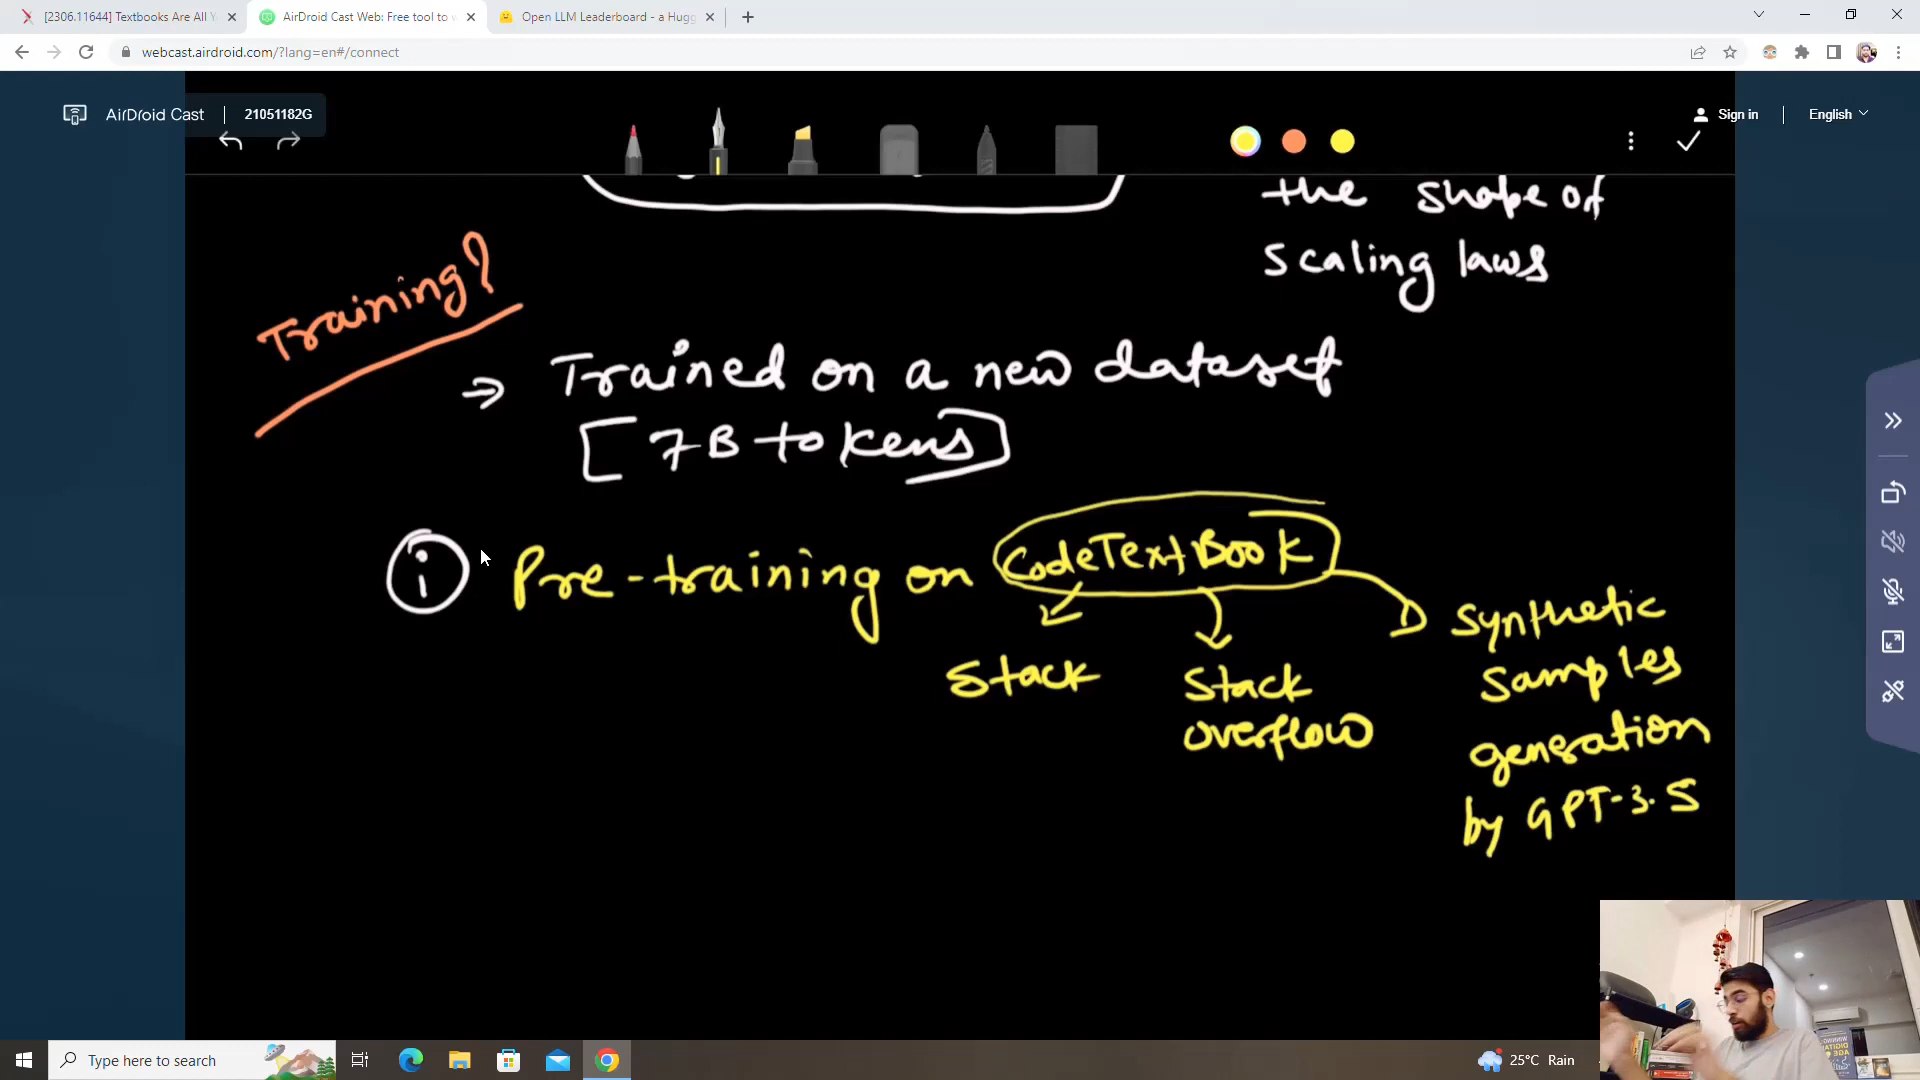 [2306.11644] Textbooks Are All Y
AirDroid Cast Web: Free tool to w
Open LLM Leaderboard - a Hugg
webcast.airdroid.com/?lang=en#/connect
AirDroid Cast
21051182G
Sign in
English
the shape of
scaling laws
Training?
→ Trained on a new dataset
[7B tokens]
i
Pre-training on CodeTextBook
Stack
Stack
overflow
synthetic
samples
generation
by GPT-3.5
Type here to search
25°C Rain